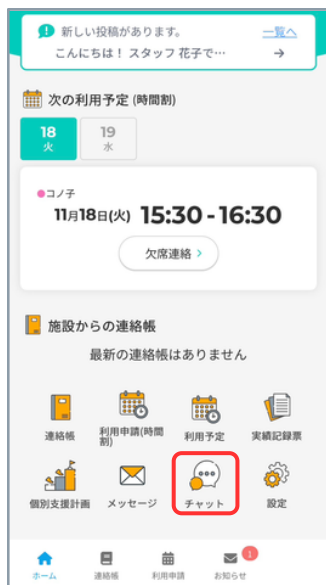 新しい投稿があります。 一覧へ
こんにちは！ スタッフ 花子で… →
次の利用予定 (時間割)
18 19
火 水
コノ子
11月18日(火) 15:30 - 16:30
欠席連絡 >
施設からの連絡帳
最新の連絡帳はありません
連絡帳 利用申請(時間割) 利用予定 実績記録票
個別支援計画 メッセージ チャット 設定
1
ホーム 連絡帳 利用申請 お知らせ